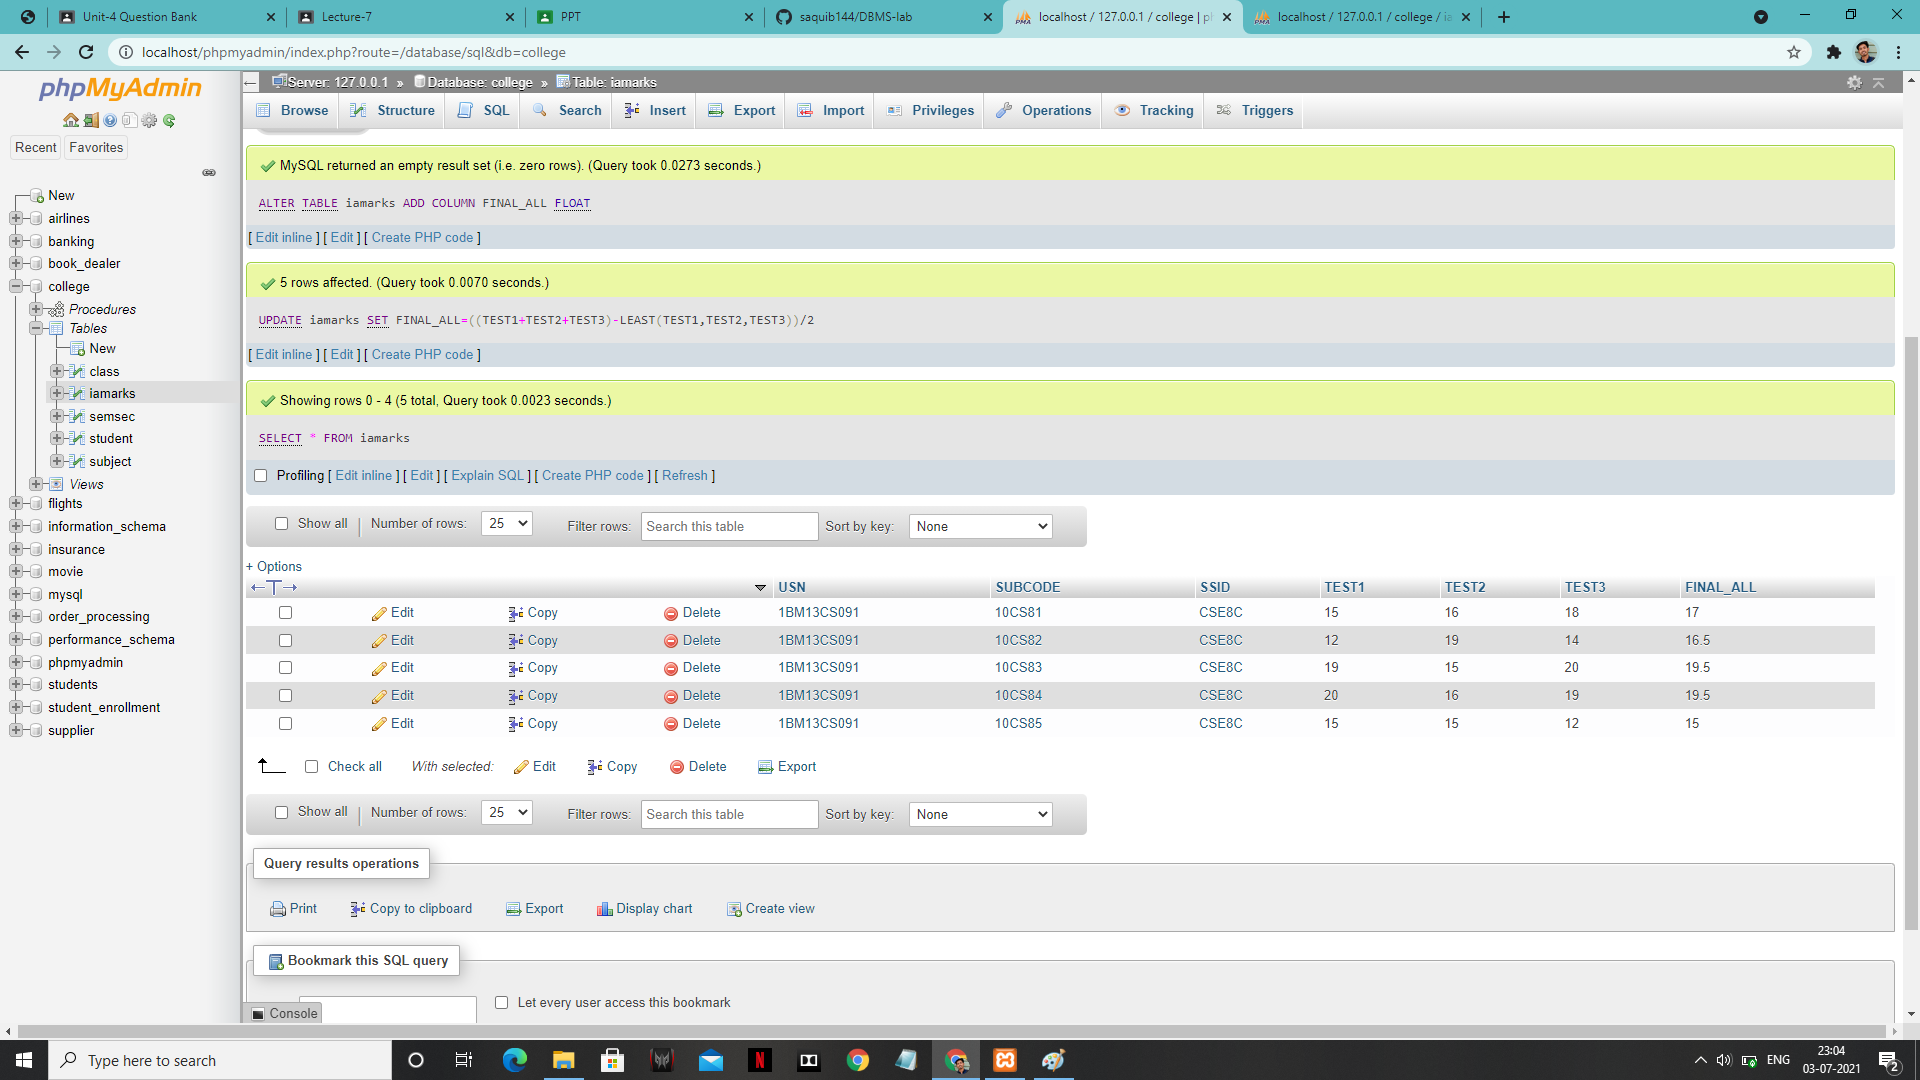 Unit-4 Question Bank
Lecture-7
PPT
saquib144/DBMS-lab
localhost / 127.0.0.1 / college | p
localhost / 127.0.0.1 / college / ia
localhost/phpmyadmin/index.php?route=/database/sql&db=college
phpMyAdmin
Recent
Favorites
New
airlines
banking
book_dealer
college
Procedures
Tables
New
class
iamarks
semsec
student
subject
Views
flights
information_schema
insurance
movie
mysql
order_processing
performance_schema
phpmyadmin
students
student_enrollment
supplier
Server: 127.0.0.1 » Database: college » Table: iamarks
Browse Structure SQL Search Insert Export Import Privileges Operations Tracking Triggers
MySQL returned an empty result set (i.e. zero rows). (Query took 0.0273 seconds.)
ALTER TABLE iamarks ADD COLUMN FINAL_ALL FLOAT
[ Edit inline ] [ Edit ] [ Create PHP code ]
5 rows affected. (Query took 0.0070 seconds.)
UPDATE iamarks SET FINAL_ALL=((TEST1+TEST2+TEST3)-LEAST(TEST1,TEST2,TEST3))/2
[ Edit inline ] [ Edit ] [ Create PHP code ]
Showing rows 0 - 4 (5 total, Query took 0.0023 seconds.)
SELECT * FROM iamarks
Profiling [ Edit inline ] [ Edit ] [ Explain SQL ] [ Create PHP code ] [ Refresh ]
Show all | Number of rows: 25 Filter rows: Search this table Sort by key: None
+ Options
←T→ USN SUBCODE SSID TEST1 TEST2 TEST3 FINAL_ALL
Edit Copy Delete 1BM13CS091 10CS81 CSE8C 15 16 18 17
Edit Copy Delete 1BM13CS091 10CS82 CSE8C 12 19 14 16.5
Edit Copy Delete 1BM13CS091 10CS83 CSE8C 19 15 20 19.5
Edit Copy Delete 1BM13CS091 10CS84 CSE8C 20 16 19 19.5
Edit Copy Delete 1BM13CS091 10CS85 CSE8C 15 15 12 15
Check all With selected: Edit Copy Delete Export
Show all | Number of rows: 25 Filter rows: Search this table Sort by key: None
Query results operations
Print Copy to clipboard Export Display chart Create view
Bookmark this SQL query
Let every user access this bookmark
Console
Type here to search
ENG
23:04
03-07-2021
2